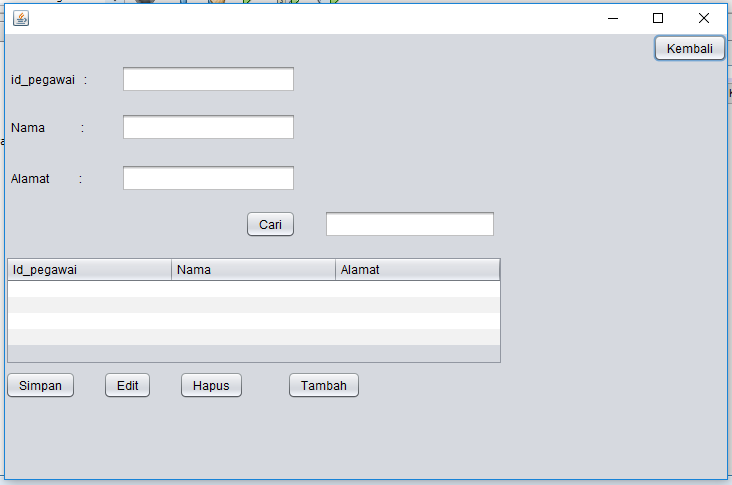 Kembali
id_pegawai :
Nama :
Alamat :
Cari
Id_pegawai Nama Alamat
Simpan Edit Hapus Tambah